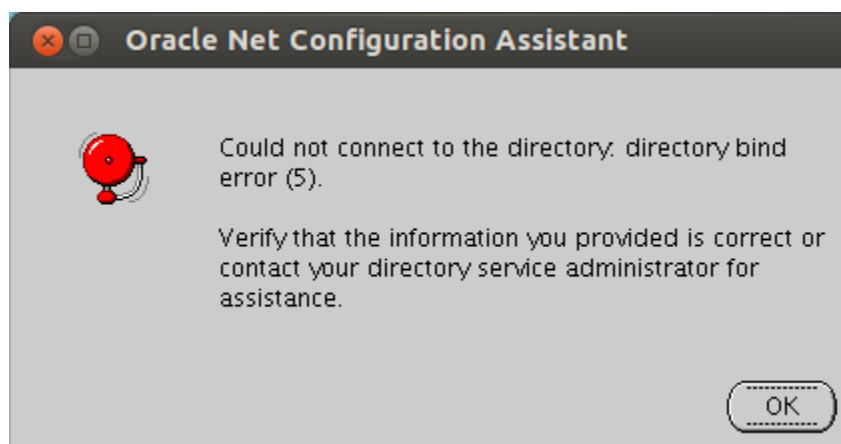 Oracle Net Configuration Assistant
Could not connect to the directory: directory bind
error (5).
Verify that the information you provided is correct or
contact your directory service administrator for
assistance.
OK